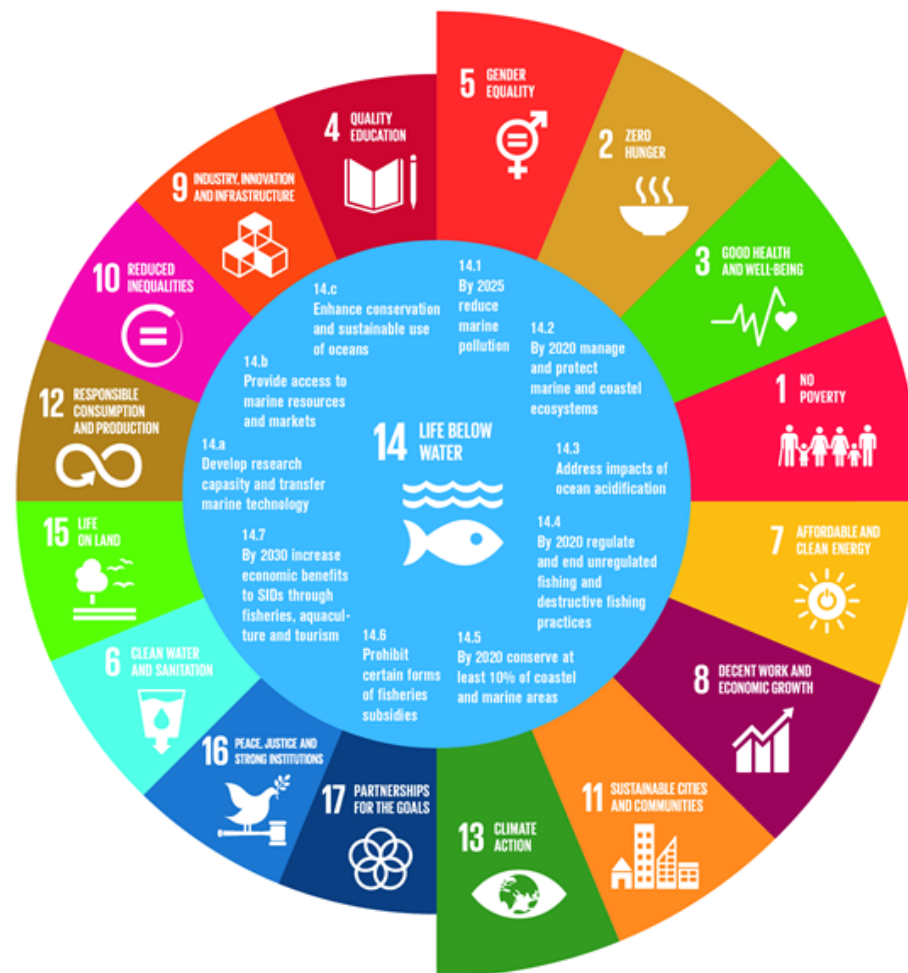 5 GENDER
EQUALITY
2 ZERO
HUNGER
3 GOOD HEALTH
AND WELL-BEING
1 NO
POVERTY
7 AFFORDABLE AND
CLEAN ENERGY
8 DECENT WORK AND
ECONOMIC GROWTH
11 SUSTAINABLE CITIES
AND COMMUNITIES
13 CLIMATE
ACTION
17 PARTNERSHIPS
FOR THE GOALS
16 PEACE, JUSTICE AND
STRONG INSTITUTIONS
6 CLEAN WATER
AND SANITATION
15 LIFE
ON LAND
12 RESPONSIBLE
CONSUMPTION
AND PRODUCTION
10 REDUCED
INEQUALITIES
9 INDUSTRY, INNOVATION
AND INFRASTRUCTURE
4 QUALITY
EDUCATION
14 LIFE BELOW
WATER
14.1
By 2025
reduce
marine
pollution
14.2
By 2020 manage
and protect
marine and coastal
ecosystems
14.3
Address impacts of
ocean acidification
14.4
By 2020 regulate
and end unregulated
fishing and
destructive fishing
practices
14.5
By 2020 conserve at
least 10% of coastel
and marine areas
14.6
Prohibit
certain forms
of fisheries
subsidies
14.7
By 2030 increase
economic benefits
to SIDs through
fisheries, aquacul-
ture and tourism
14.a
Develop research
capasity and transfer
marine technology
14.b
Provide access to
marine resources
and markets
14.c
Enhance conservation
and sustainable use
of oceans